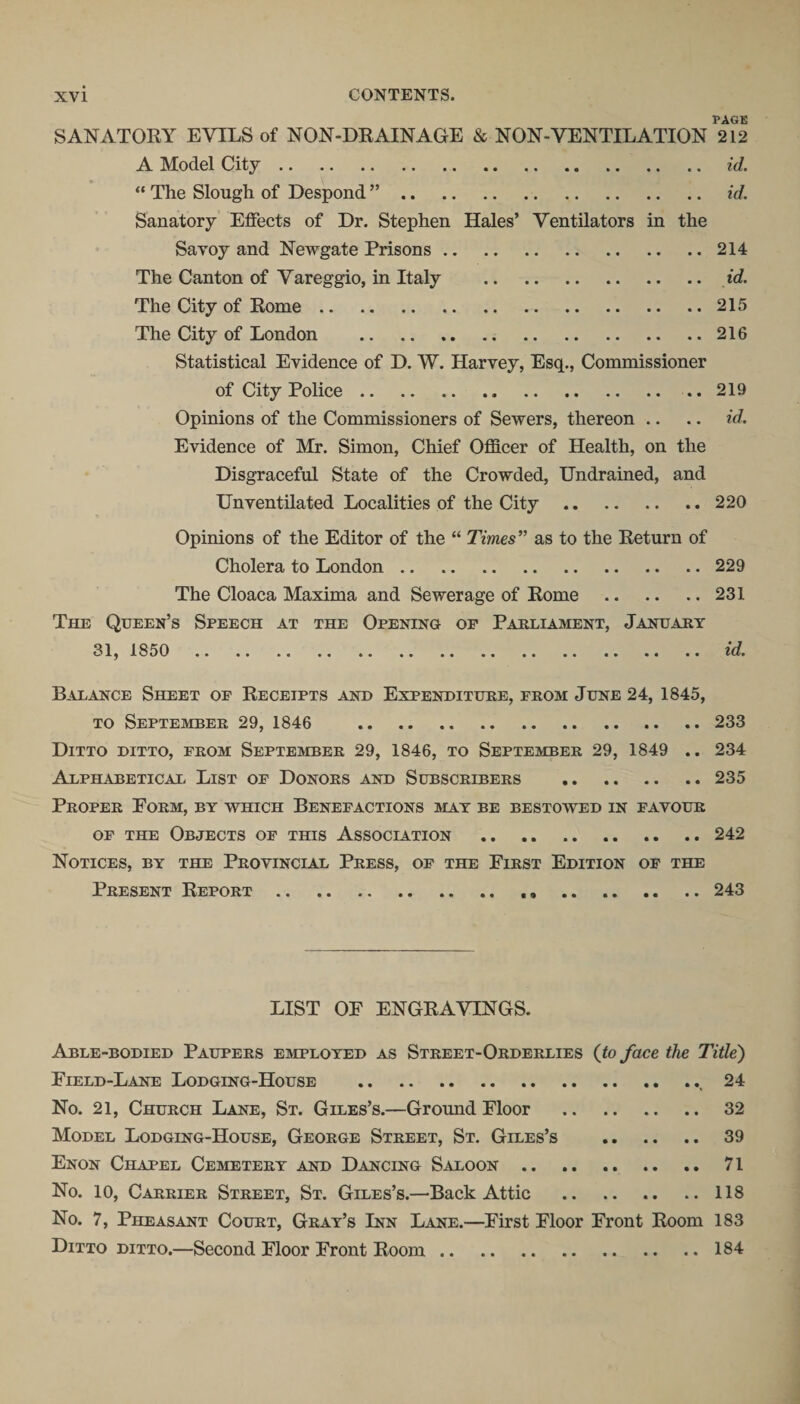 xvi CONTENTS.
PAGE
SANATORY EVILS of NON-DRAINAGE & NON-VENTILATION 212
A Model City .. .. .. .. .. .. .. .. .. .. .. .. id.
“The Slough of Despond” .. .. .. .. .. .. .. .. .. id.
Sanatory Effects of Dr. Stephen Hales’ Ventilators in the
Savoy and Newgate Prisons .. .. .. .. .. .. .. .. 214
The Canton of Vareggio, in Italy .. .. .. .. .. .. .. id.
The City of Rome .. .. .. .. .. .. .. .. .. .. .. 215
The City of London .. .. .. .. .. .. .. .. .. .. 216
Statistical Evidence of D. W. Harvey, Esq., Commissioner
of City Police .. .. .. .. .. .. .. .. .. .. 219
Opinions of the Commissioners of Sewers, thereon .. .. id.
Evidence of Mr. Simon, Chief Officer of Health, on the
Disgraceful State of the Crowded, Undrained, and
Unventilated Localities of the City .. .. .. .. .. 220
Opinions of the Editor of the “Times” as to the Return of
Cholera to London .. .. .. .. .. .. .. .. .. 229
The Cloaca Maxima and Sewerage of Rome .. .. .. .. 231
THE QUEEN’S SPEECH AT THE OPENING OF PARLIAMENT, JANUARY
31, 1850 .. .. .. .. .. .. .. .. .. .. .. .. .. id.
BALANCE SHEET OF RECEIPTS AND EXPENDITURE, FROM JUNE 24, 1845,
TO SEPTEMBER 29, 1846 .. .. .. .. .. .. .. .. .. 233
DITTO DITTO, FROM SEPTEMBER 29, 1846, TO SEPTEMBER 29, 1849 .. 234
ALPHABETICAL LIST OF DONORS AND SUBSCRIBERS .. .. .. .. 235
PROPER FORM, BY WHICH BENEFACTIONS MAY BE BESTOWED IN FAVOUR
OF THE OBJECTS OF THIS ASSOCIATION .. .. .. .. .. .. 242
NOTICES, BY THE PROVINCIAL PRESS, OF THE FIRST EDITION OF THE
PRESENT REPORT .. .. .. .. .. .. .. .. .. .. .. 243
LIST OF ENGRAVINGS.
ABLE-BODIED PAUPERS EMPLOYED AS STREET-ORDERLIES (to face the Title)
FIELD-LANE LODGING-HOUSE .. .. .. .. .. .. .. .. .. 24
No. 21, CHURCH LANE, ST. GILES’S.—Ground Floor .. .. .. .. .. 32
MODEL LODGING-HOUSE, GEORGE STREET, ST. GILES’S .. .. .. .. 39
ENON CHAPEL CEMETERY AND DANCING SALOON .. .. .. .. .. .. 71
No. 10, CARRIER STREET, ST. GILES’S.—Back Attic .. .. .. .. .. 118
No. 7, PHEASANT COURT, GRAY’S INN LANE.—First Floor Front Room 183
DITTO DITTO.—Second Floor Front Room .. .. .. .. .. .. .. 184